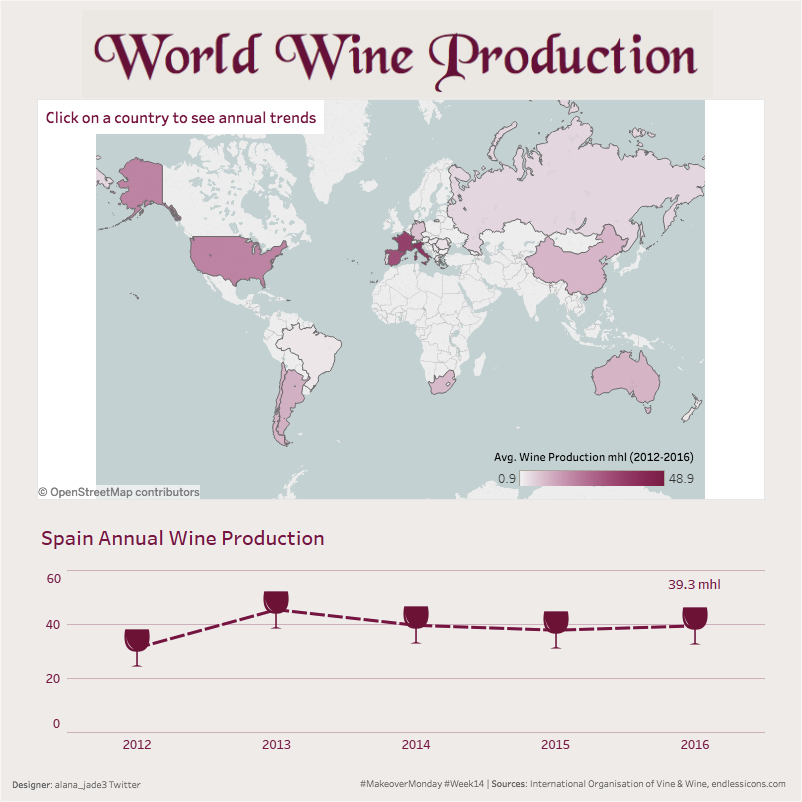 World Wine Production
Click on a country to see annual trends
Avg. Wine Production mhl (2012-2016)
0.9 48.9
© OpenStreetMap contributors
Spain Annual Wine Production
39.3 mhl
60
40
20
0
2012 2013 2014 2015 2016
Designer: alana_jade3 Twitter
#MakeoverMonday #Week14 | Sources: International Organisation of Vine & Wine, endlessicons.com